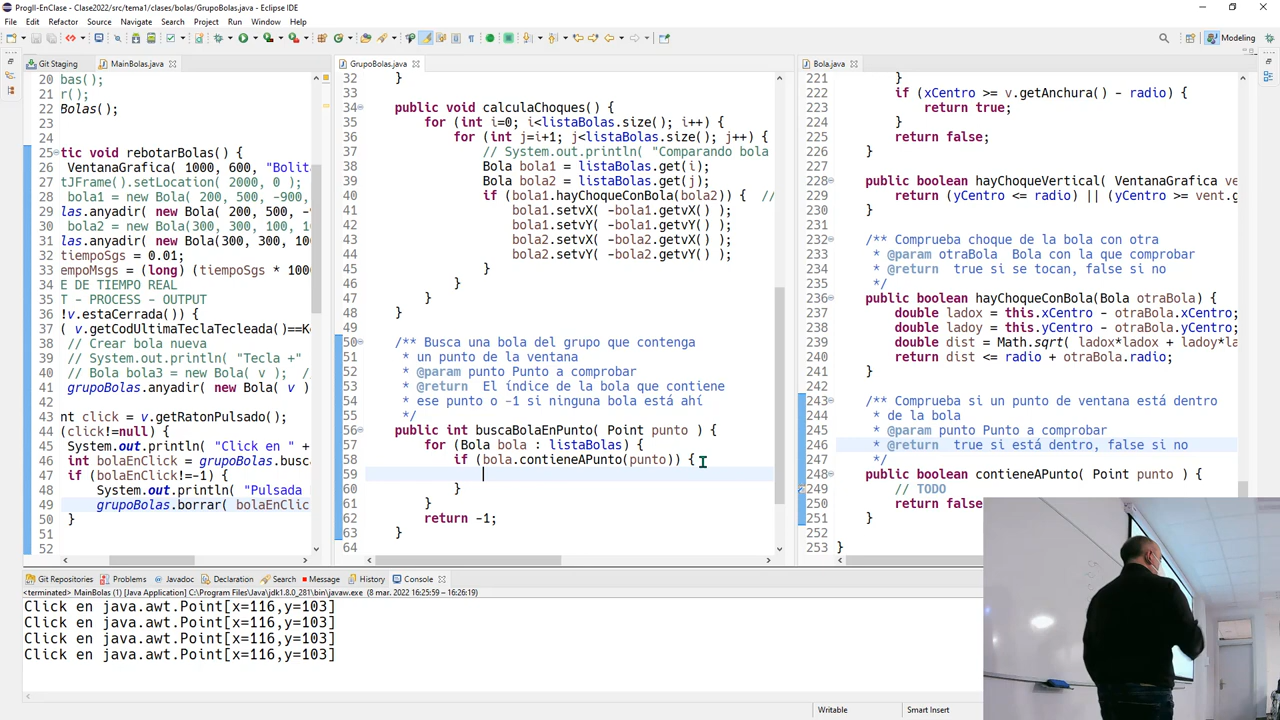 ProgII-EnClase - Clase2022/src/tema1/clases/bolas/GrupoBolas.java - Eclipse IDE
File Edit Refactor Source Navigate Search Project Run Window Help
Modeling
Git Staging MainBolas.java
20 bas();
21 r();
22 Bolas();
23
24
25 tic void rebotarBolas() {
26 VentanaGrafica( 1000, 600, "Bolit
27 tJFrame().setLocation( 2000, 0 );
28 bola1 = new Bola( 200, 500, -900,
29 las.anyadir( new Bola( 200, 500, -9
30 bola2 = new Bola(300, 300, 100, 1
31 las.anyadir( new Bola(300, 300, 100
32 tiempoSgs = 0.01;
33 empoMsgs = (long) (tiempoSgs * 100
34 E DE TIEMPO REAL
35 T - PROCESS - OUTPUT
36 !v.estaCerrada()) {
37 ( v.getCodUltimaTeclaTecleada()==K
38 // Crear bola nueva
39 // System.out.println( "Tecla +"
40 // Bola bola3 = new Bola( v ); /
41 grupoBolas.anyadir( new Bola( v )
42
43 nt click = v.getRatonPulsado();
44 (click!=null) {
45 System.out.println( "Click en " +
46 int bolaEnClick = grupoBolas.busc
47 if (bolaEnClick!=-1) {
48 System.out.println( "Pulsada
49 grupoBolas.borrar( bolaEnClic
50 }
51
52
GrupoBolas.java
32 }
33
34 public void calculaChoques() {
35 for (int i=0; i<listaBolas.size(); i++) {
36 for (int j=i+1; j<listaBolas.size(); j++) {
37 // System.out.println( "Comparando bola
38 Bola bola1 = listaBolas.get(i);
39 Bola bola2 = listaBolas.get(j);
40 if (bola1.hayChoqueConBola(bola2)) { //
41 bola1.setvX( -bola1.getvX() );
42 bola1.setvY( -bola1.getvY() );
43 bola2.setvX( -bola2.getvX() );
44 bola2.setvY( -bola2.getvY() );
45 }
46 }
47 }
48 }
49
50 /** Busca una bola del grupo que contenga
51 * un punto de la ventana
52 * @param punto Punto a comprobar
53 * @return El índice de la bola que contiene
54 * ese punto o -1 si ninguna bola está ahí
55 */
56 public int buscaBolaEnPunto( Point punto ) {
57 for (Bola bola : listaBolas) {
58 if (bola.contieneAPunto(punto)) {
59
60 }
61 }
62 return -1;
63 }
64
Bola.java
221 }
222 if (xCentro >= v.getAnchura() - radio) {
223 return true;
224 }
225 return false;
226 }
227
228 public boolean hayChoqueVertical( VentanaGrafica ve
229 return (yCentro <= radio) || (yCentro >= vent.g
230 }
231
232 /** Comprueba choque de la bola con otra
233 * @param otraBola Bola con la que comprobar
234 * @return true si se tocan, false si no
235 */
236 public boolean hayChoqueConBola(Bola otraBola) {
237 double ladox = this.xCentro - otraBola.xCentro;
238 double ladoy = this.yCentro - otraBola.yCentro;
239 double dist = Math.sqrt( ladox*ladox + ladoy*la
240 return dist <= radio + otraBola.radio;
241 }
242
243 /** Comprueba si un punto de ventana está dentro
244 * de la bola
245 * @param punto Punto a comprobar
246 * @return true si está dentro, false si no
247 */
248 public boolean contieneAPunto( Point punto ) {
249 // TODO
250 return false;
251 }
252
253 }
Git Repositories Problems Javadoc Declaration Search Message History Console
<terminated> MainBolas (1) [Java Application] C:\Program Files\Java\jdk1.8.0_281\bin\javaw.exe (8 mar. 2022 16:25:59 – 16:26:19)
Click en java.awt.Point[x=116,y=103]
Click en java.awt.Point[x=116,y=103]
Click en java.awt.Point[x=116,y=103]
Click en java.awt.Point[x=116,y=103]
Writable Smart Insert